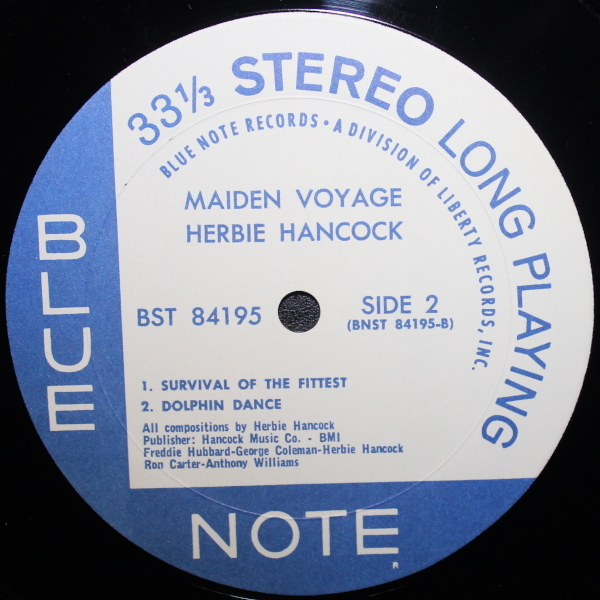 33⅓ STEREO LONG PLAYING
BLUE NOTE RECORDS • A DIVISION OF LIBERTY RECORDS, INC.
MAIDEN VOYAGE
HERBIE HANCOCK
BST 84195
SIDE 2
(BNST 84195-B)
1. SURVIVAL OF THE FITTEST
2. DOLPHIN DANCE
All compositions by Herbie Hancock
Publisher: Hancock Music Co. - BMI
Freddie Hubbard-George Coleman-Herbie Hancock
Ron Carter-Anthony Williams
BLUE
NOTE
R